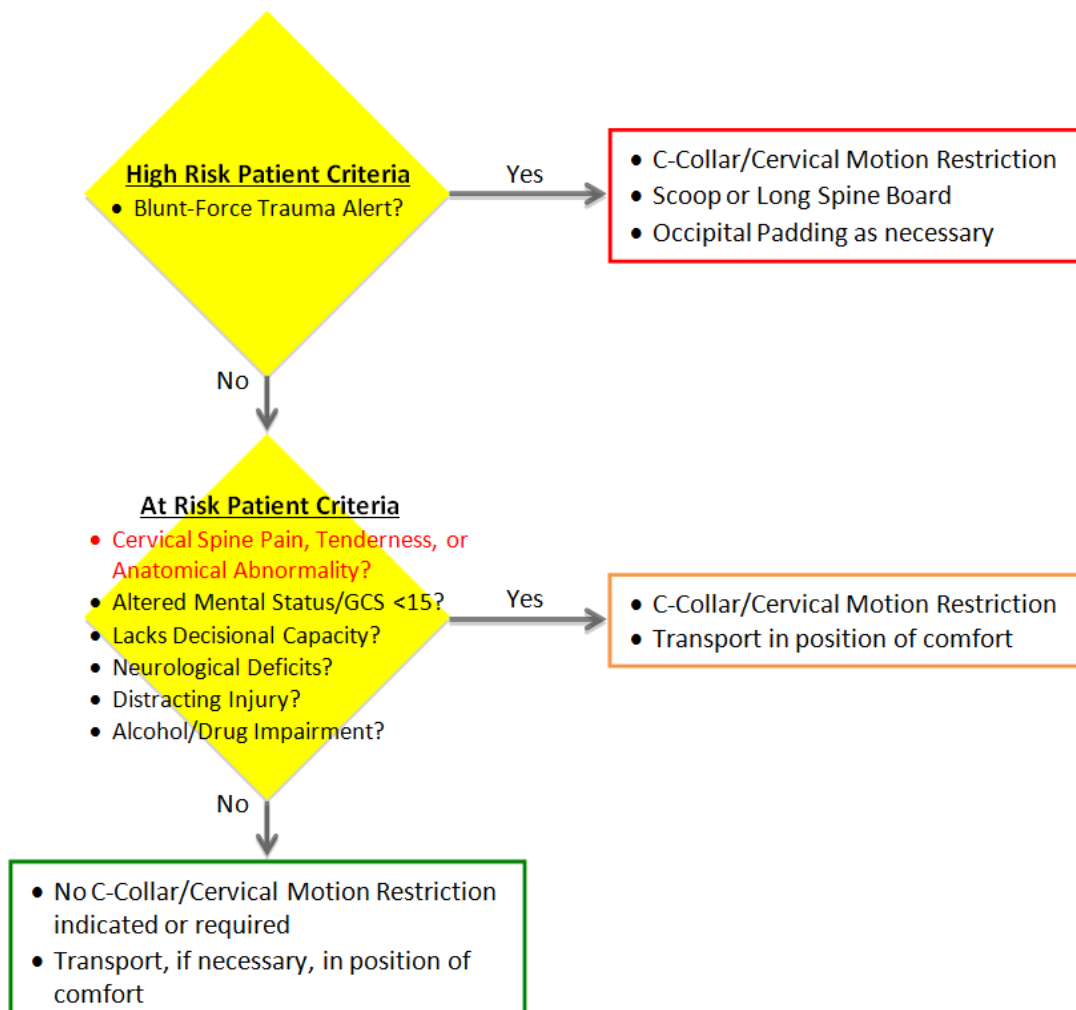 High Risk Patient Criteria
• Blunt-Force Trauma Alert?
Yes
• C-Collar/Cervical Motion Restriction
• Scoop or Long Spine Board
• Occipital Padding as necessary
No
At Risk Patient Criteria
• Cervical Spine Pain, Tenderness, or
Anatomical Abnormality?
• Altered Mental Status/GCS <15?
• Lacks Decisional Capacity?
• Neurological Deficits?
• Distracting Injury?
• Alcohol/Drug Impairment?
Yes
• C-Collar/Cervical Motion Restriction
• Transport in position of comfort
No
• No C-Collar/Cervical Motion Restriction
indicated or required
• Transport, if necessary, in position of
comfort